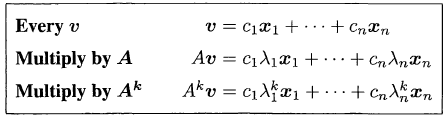 Every v v = c₁x₁ + ··· + cₙxₙ
Multiply by A Av = c₁λ₁x₁ + ··· + cₙλₙxₙ
Multiply by Aᵏ Aᵏv = c₁λ₁ᵏx₁ + ··· + cₙλₙᵏxₙ